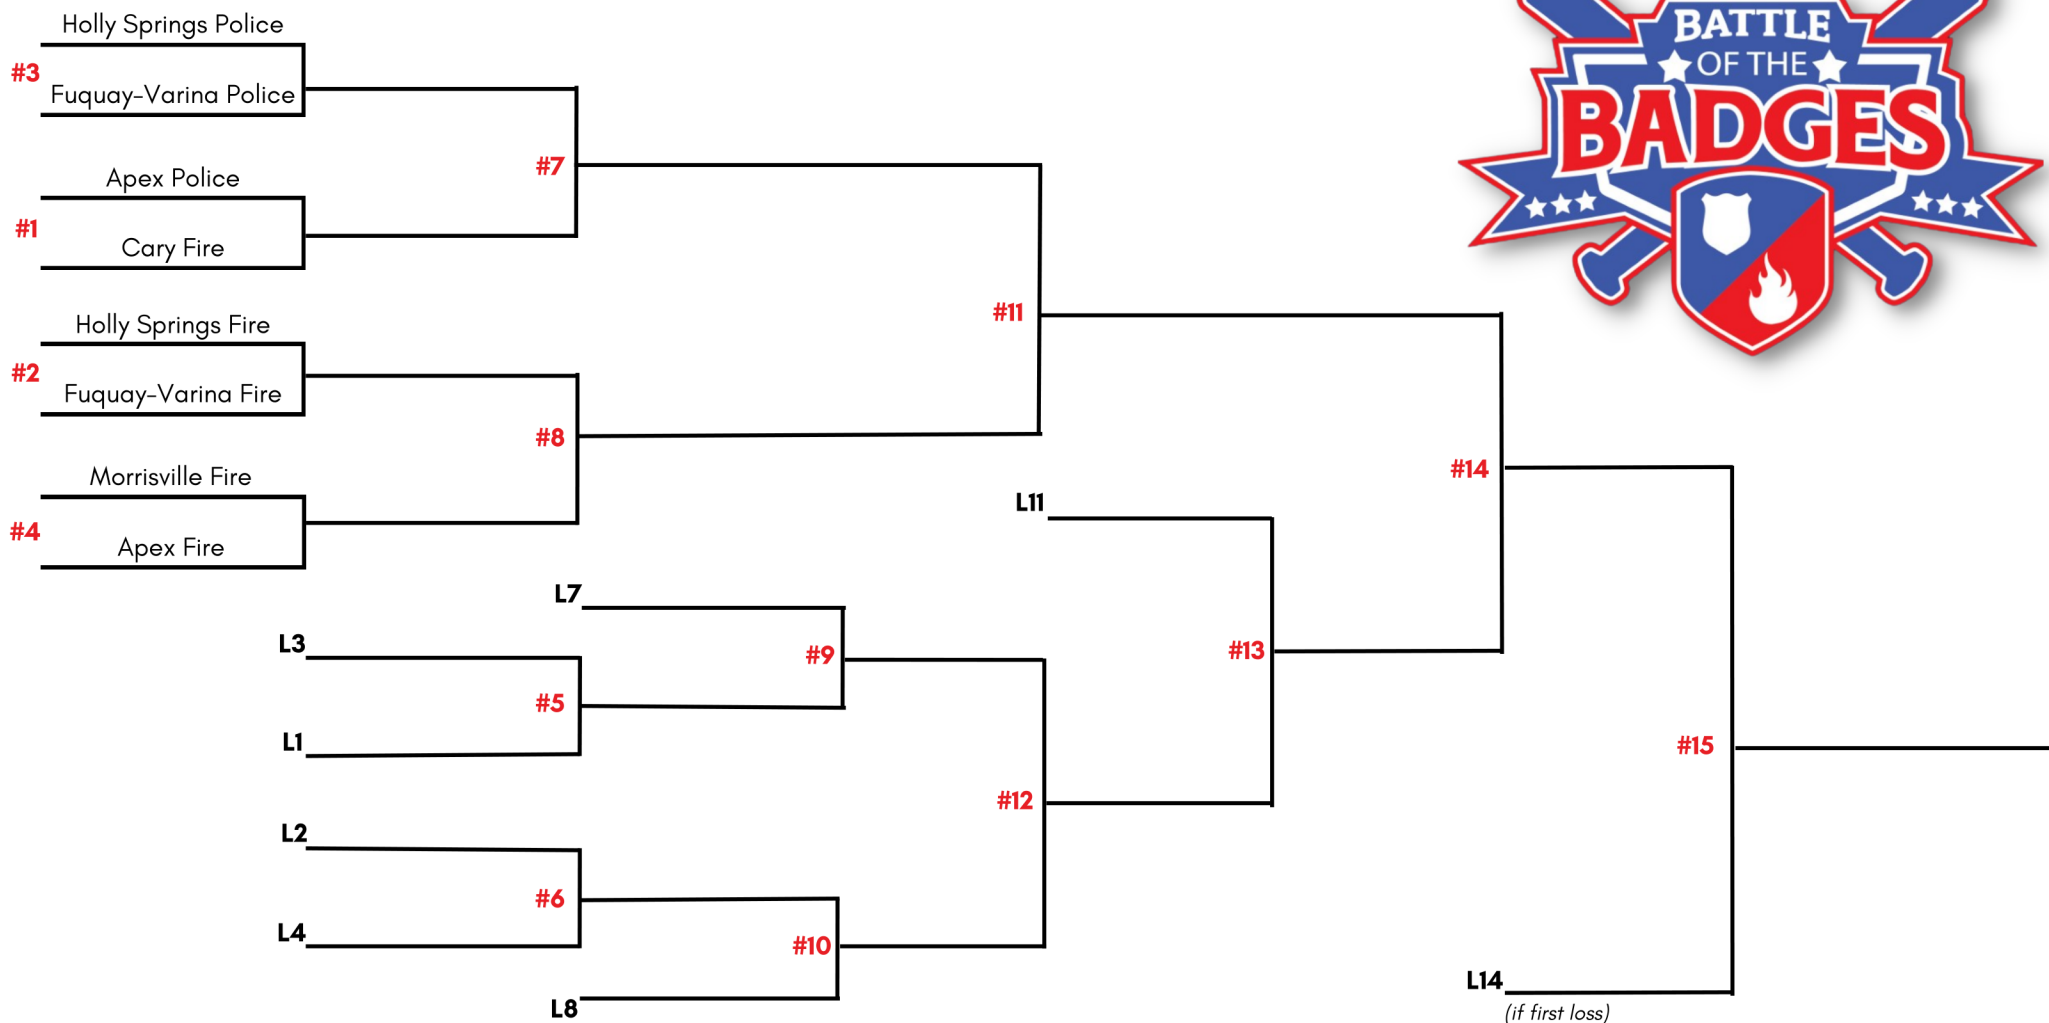 Holly Springs Police
#3
Fuquay-Varina Police
Apex Police
#1
Cary Fire
Holly Springs Fire
#2
Fuquay-Varina Fire
Morrisville Fire
#4
Apex Fire
#7
#8
#11
L11
L7
L3
#9
#5
L1
L2
#6
L4
#10
L8
#12
#13
#14
#15
L14
(if first loss)
BATTLE
OF THE
BADGES